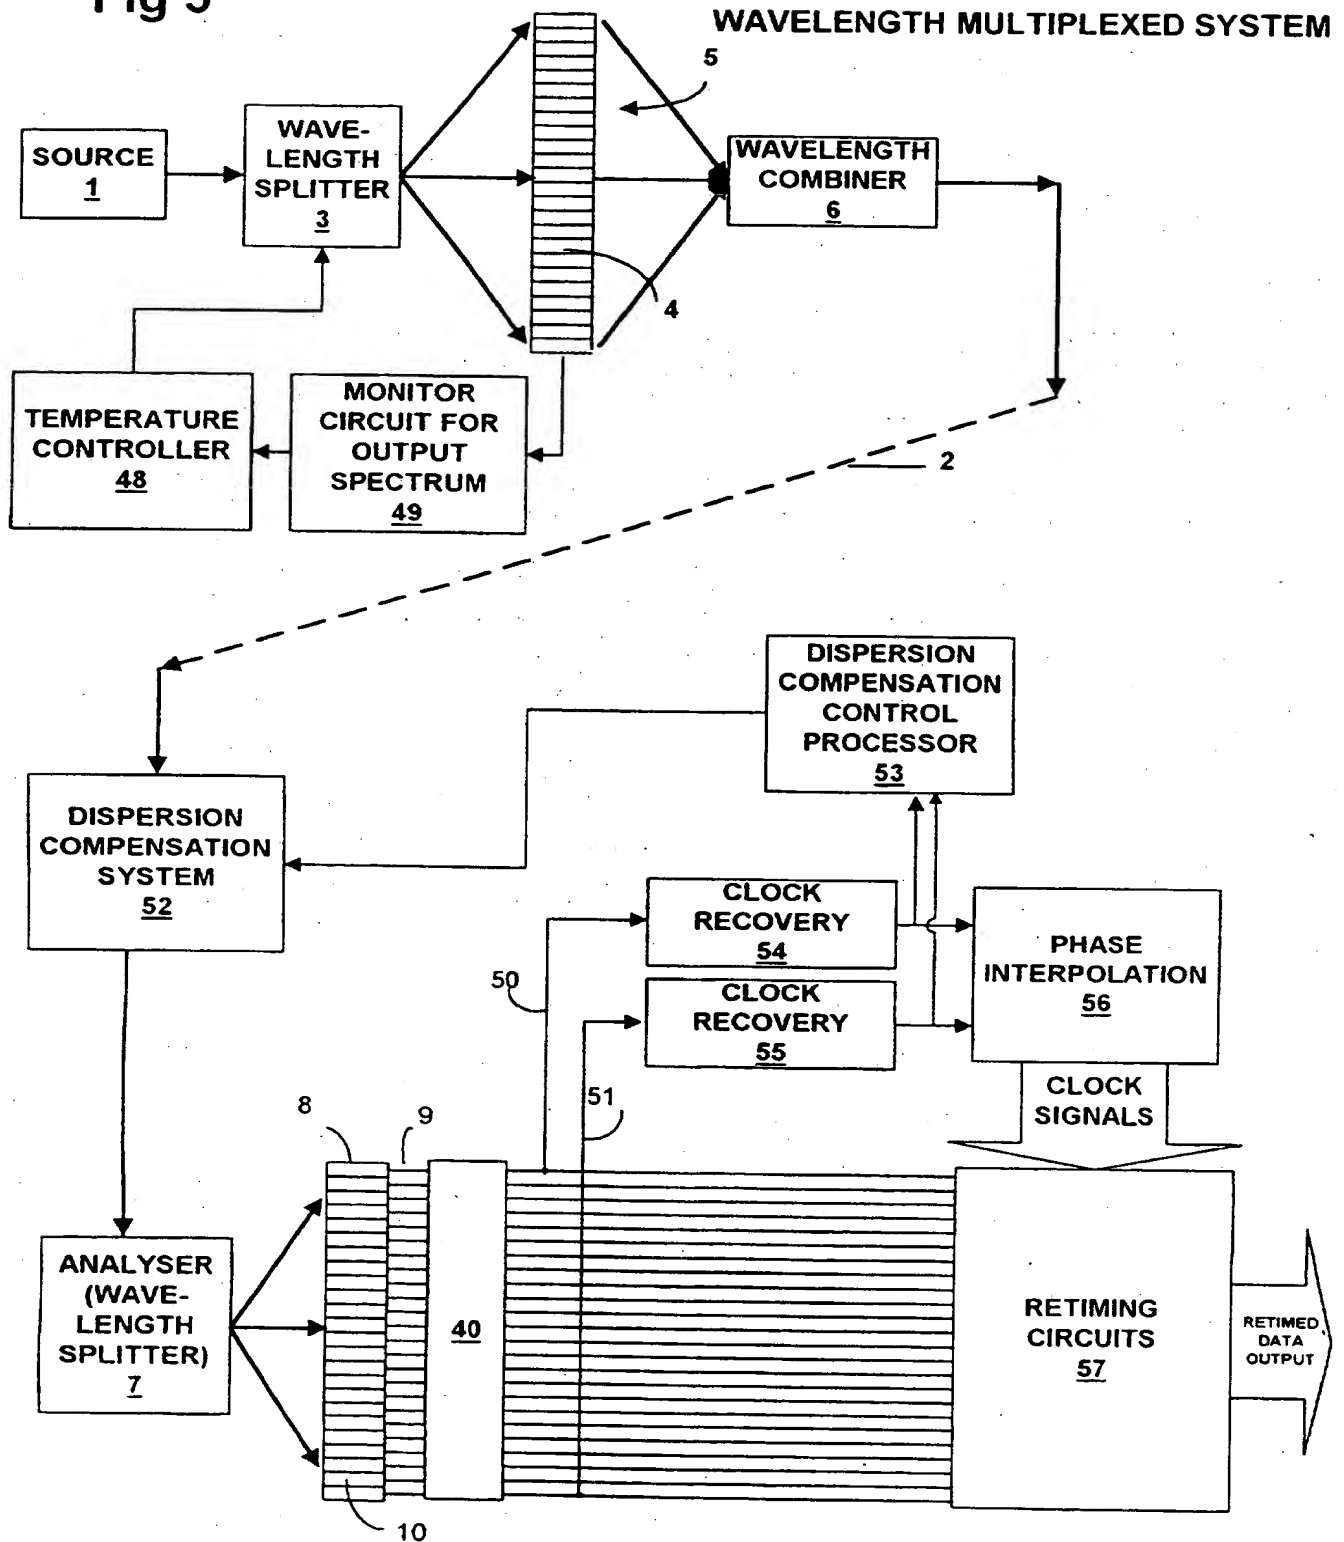 Fig 5
WAVELENGTH MULTIPLEXED SYSTEM
5
SOURCE
1
WAVE-
LENGTH
SPLITTER
3
WAVELENGTH
COMBINER
6
4
TEMPERATURE
CONTROLLER
48
MONITOR
CIRCUIT FOR
OUTPUT
SPECTRUM
49
2
DISPERSION
COMPENSATION
CONTROL
PROCESSOR
53
DISPERSION
COMPENSATION
SYSTEM
52
CLOCK
RECOVERY
54
PHASE
INTERPOLATION
56
50
CLOCK
RECOVERY
55
51
CLOCK
SIGNALS
8
9
ANALYSER
(WAVE-
LENGTH
SPLITTER)
7
40
RETIMING
CIRCUITS
57
RETIMED
DATA
OUTPUT
10